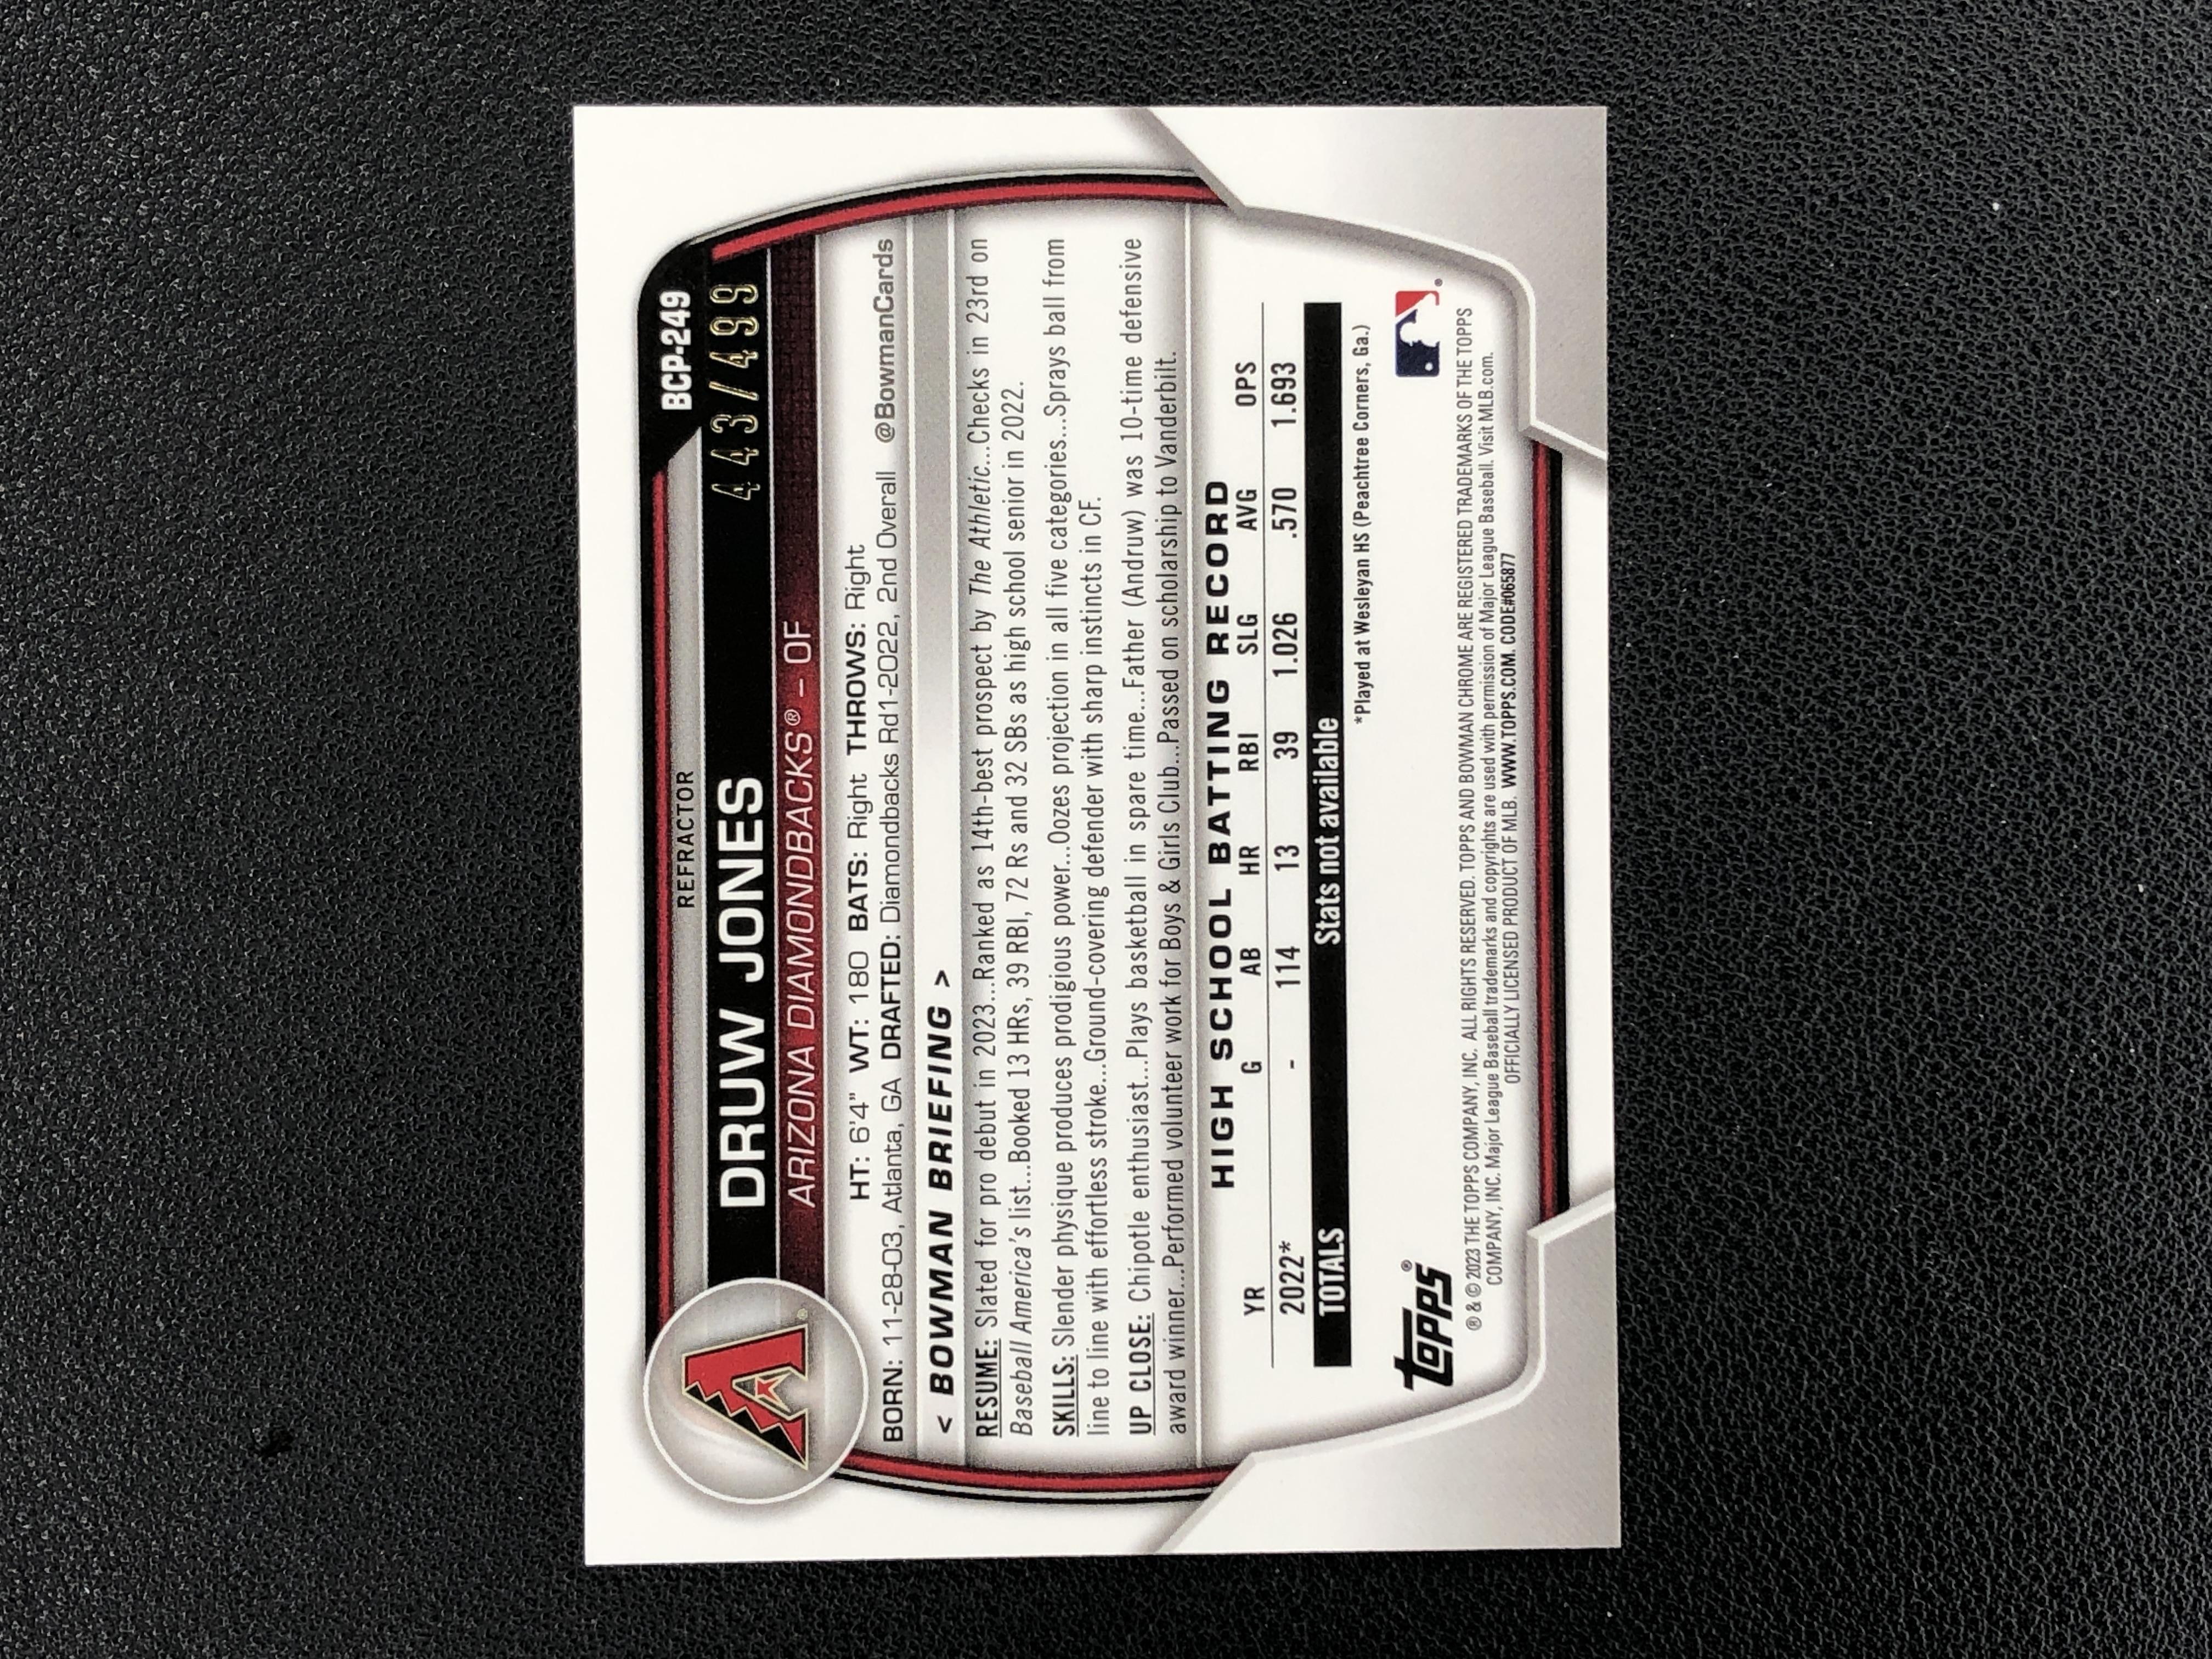 BCP-249
REFRACTOR
443/499
DRUW JONES
ARIZONA DIAMONDBACKS® – OF
HT: 6'4" WT: 180 BATS: Right THROWS: Right
BORN: 11-28-03, Atlanta, GA DRAFTED: Diamondbacks Rd1-2022, 2nd Overall @BowmanCards
< BOWMAN BRIEFING >
RESUME: Slated for pro debut in 2023...Ranked as 14th-best prospect by The Athletic...Checks in 23rd on
Baseball America's list...Booked 13 HRs, 39 RBI, 72 Rs and 32 SBs as high school senior in 2022.
SKILLS: Slender physique produces prodigious power...Oozes projection in all five categories...Sprays ball from
line to line with effortless stroke...Ground-covering defender with sharp instincts in CF.
UP CLOSE: Chipotle enthusiast...Plays basketball in spare time...Father (Andruw) was 10-time defensive
award winner...Performed volunteer work for Boys & Girls Club...Passed on scholarship to Vanderbilt.
HIGH SCHOOL BATTING RECORD
YR G AB HR RBI SLG AVG OPS
2022* - 114 13 39 1.026 .570 1.693
TOTALS Stats not available
*Played at Wesleyan HS (Peachtree Corners, Ga.)
Topps®
® & © 2023 THE TOPPS COMPANY, INC. ALL RIGHTS RESERVED. TOPPS AND BOWMAN CHROME ARE REGISTERED TRADEMARKS OF THE TOPPS
COMPANY, INC. Major League Baseball trademarks and copyrights are used with permission of Major League Baseball. Visit MLB.com.
OFFICIALLY LICENSED PRODUCT OF MLB. WWW.TOPPS.COM. CODE#065877